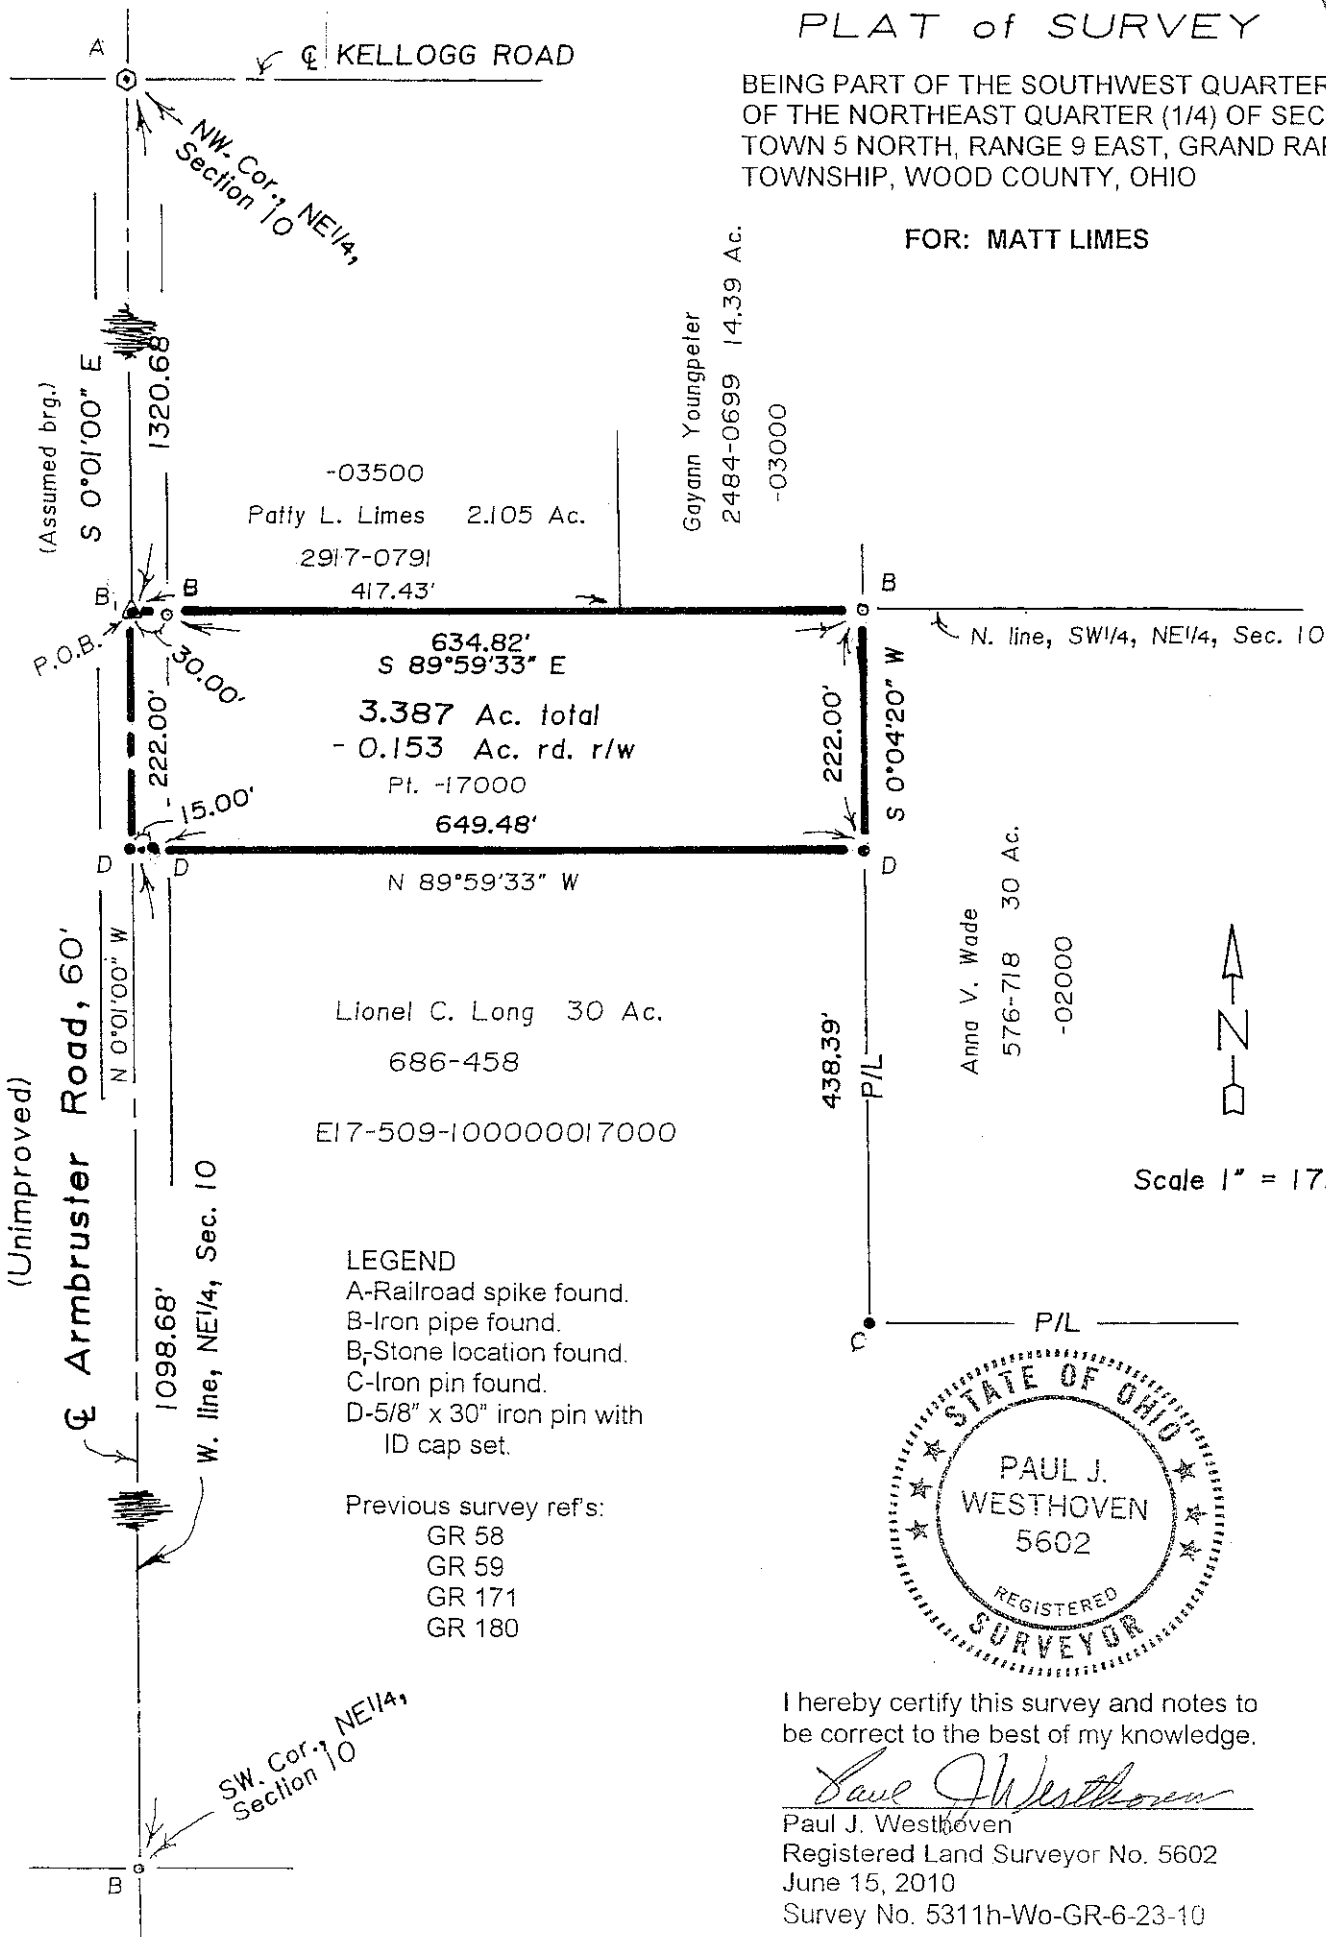 PLAT of SURVEY
BEING PART OF THE SOUTHWEST QUARTER
OF THE NORTHEAST QUARTER (1/4) OF SEC
TOWN 5 NORTH, RANGE 9 EAST, GRAND RAP
TOWNSHIP, WOOD COUNTY, OHIO
FOR: MATT LIMES
A
℄ KELLOGG ROAD
NW. Cor., NE1/4,
Section 10
(Assumed brg.)
S 0°01'00" E
1320.68
-03500
Patty L. Limes 2.105 Ac.
2917-0791
417.43'
Gayann Youngpeter
2484-0699 14.39 Ac.
-03000
B1
B
B
P.O.B.
30.00'
N. line, SW1/4, NE1/4, Sec. 10
634.82'
S 89°59'33" E
3.387 Ac. total
- 0.153 Ac. rd. r/w
Pt. -17000
649.48'
N 89°59'33" W
222.00'
15.00'
222.00'
S 0°04'20" W
D
D
D
(Unimproved)
℄ Armbruster Road, 60'
N 0°01'00" W
1098.68'
W. line, NE1/4, Sec. 10
Lionel C. Long 30 Ac.
686-458
E17-509-100000017000
438.39'
P/L
Anna V. Wade
576-718 30 Ac.
-02000
N
Scale 1" = 17
C
P/L
LEGEND
A-Railroad spike found.
B-Iron pipe found.
B1-Stone location found.
C-Iron pin found.
D-5/8" x 30" iron pin with
ID cap set.
Previous survey ref's:
GR 58
GR 59
GR 171
GR 180
STATE OF OHIO
PAUL J.
WESTHOVEN
5602
REGISTERED
SURVEYOR
SW. Cor., NE1/4,
Section 10
B
I hereby certify this survey and notes to
be correct to the best of my knowledge.
Paul J Westhoven
Paul J. Westhoven
Registered Land Surveyor No. 5602
June 15, 2010
Survey No. 5311h-Wo-GR-6-23-10